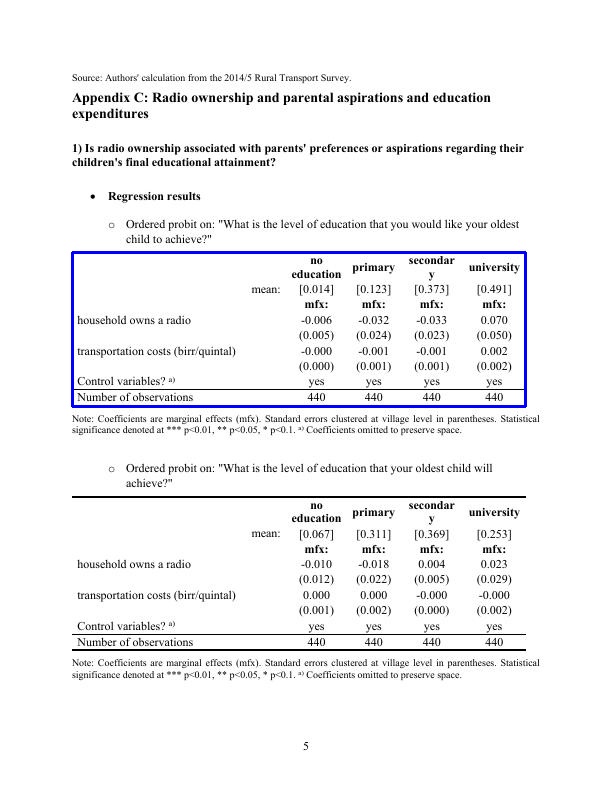 Source: Authors' calculation from the 2014/5 Rural Transport Survey.
Appendix C: Radio ownership and parental aspirations and education
expenditures
1) Is radio ownership associated with parents' preferences or aspirations regarding their
children's final educational attainment?
• Regression results
o Ordered probit on: "What is the level of education that you would like your oldest
child to achieve?"
no education primary secondar y university
mean: [0.014] [0.123] [0.373] [0.491]
mfx: mfx: mfx: mfx:
household owns a radio -0.006 -0.032 -0.033 0.070
(0.005) (0.024) (0.023) (0.050)
transportation costs (birr/quintal) -0.000 -0.001 -0.001 0.002
(0.000) (0.001) (0.001) (0.002)
Control variables? a) yes yes yes yes
Number of observations 440 440 440 440
Note: Coefficients are marginal effects (mfx). Standard errors clustered at village level in parentheses. Statistical
significance denoted at *** p<0.01, ** p<0.05, * p<0.1. a) Coefficients omitted to preserve space.
o Ordered probit on: "What is the level of education that your oldest child will
achieve?"
no education primary secondar y university
mean: [0.067] [0.311] [0.369] [0.253]
mfx: mfx: mfx: mfx:
household owns a radio -0.010 -0.018 0.004 0.023
(0.012) (0.022) (0.005) (0.029)
transportation costs (birr/quintal) 0.000 0.000 -0.000 -0.000
(0.001) (0.002) (0.000) (0.002)
Control variables? a) yes yes yes yes
Number of observations 440 440 440 440
Note: Coefficients are marginal effects (mfx). Standard errors clustered at village level in parentheses. Statistical
significance denoted at *** p<0.01, ** p<0.05, * p<0.1. a) Coefficients omitted to preserve space.
5